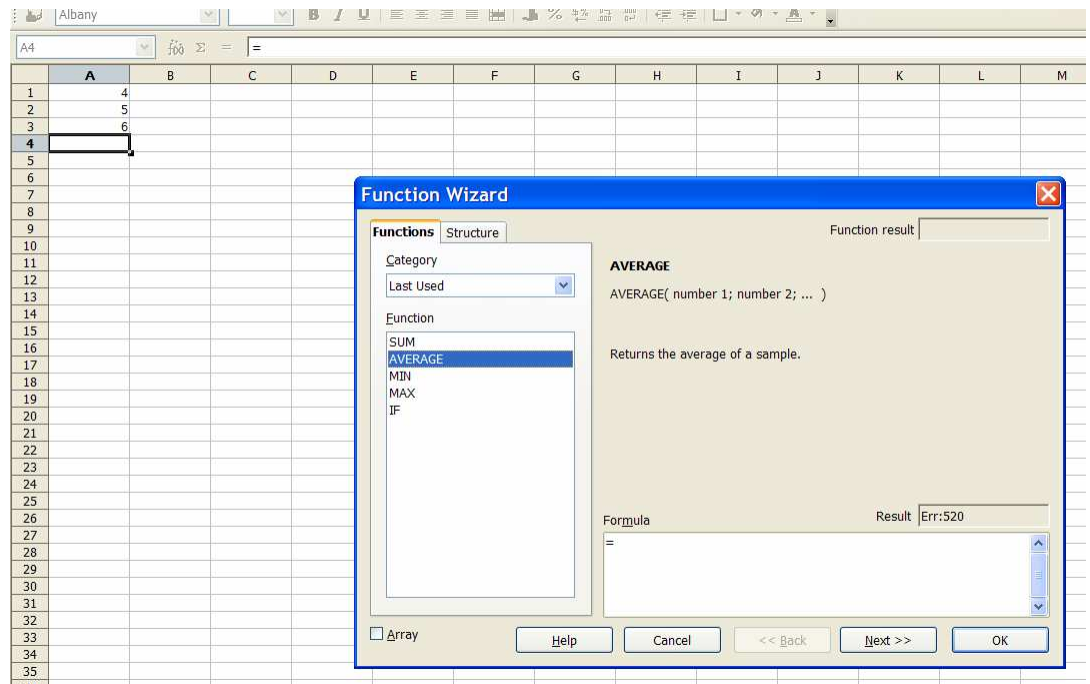 Albany
A4
=
=
A B C D E F G H I J K L M
1 4
2 5
3 6
4
5
6
7
8
9
10
11
12
13
14
15
16
17
18
19
20
21
22
23
24
25
26
27
28
29
30
31
32
33
34
35
Function Wizard
Functions Structure
Function result
Category
Last Used
AVERAGE
AVERAGE( number 1; number 2; ... )
Function
SUM
AVERAGE
MIN
MAX
IF
Returns the average of a sample.
Formula
Result Err:520
=
Array
Help Cancel << Back Next >> OK